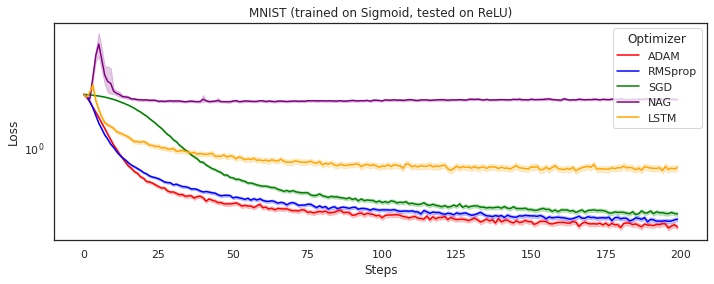 MNIST (trained on Sigmoid, tested on ReLU)
Optimizer
ADAM
RMSprop
SGD
NAG
LSTM
Loss
10^0
0 25 50 75 100 125 150 175 200
Steps